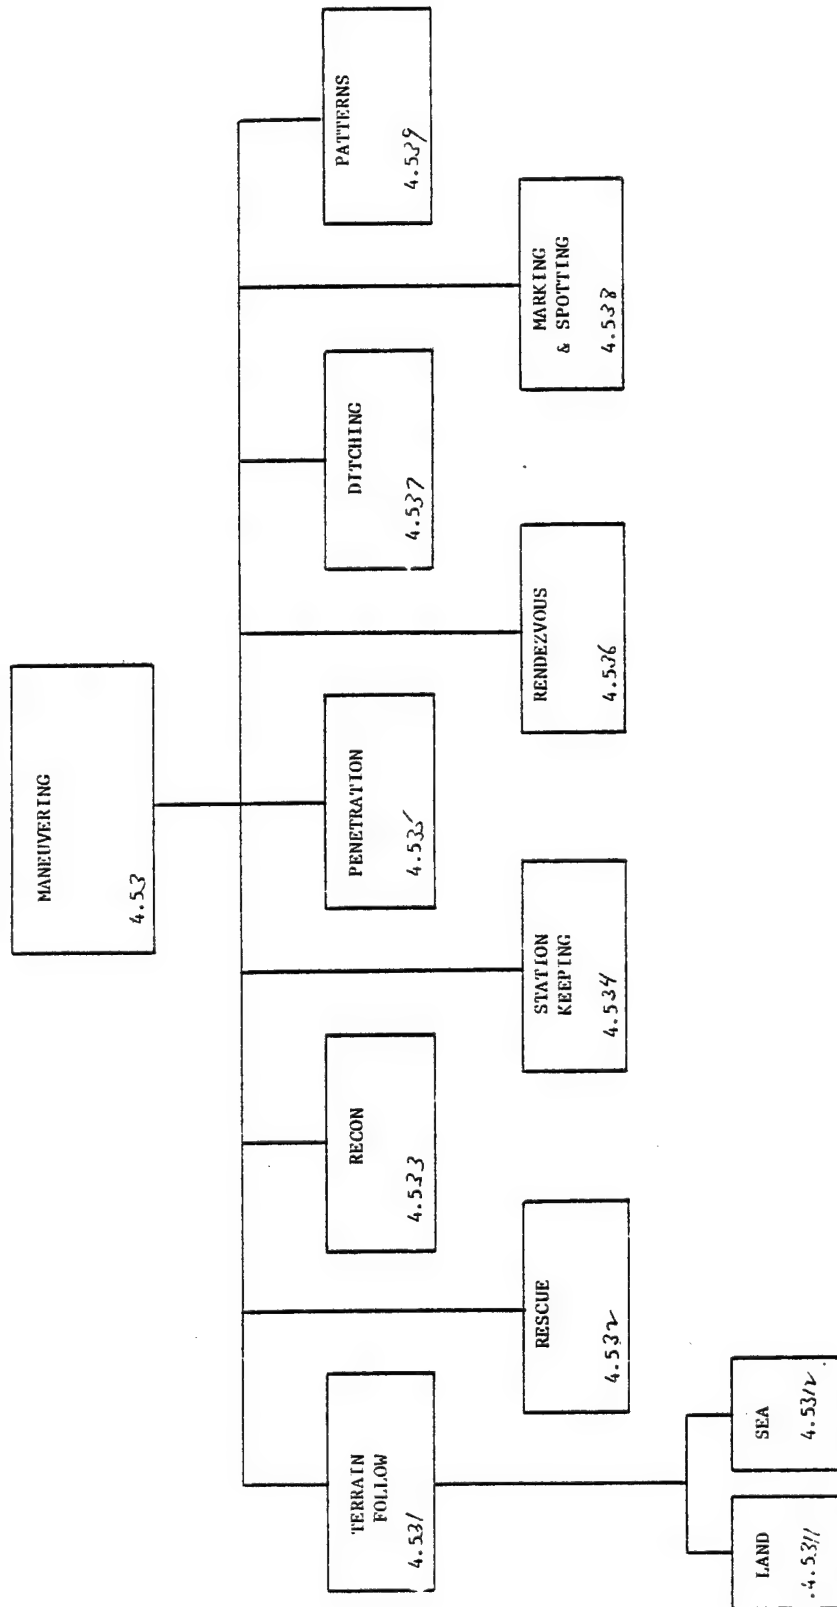 MANEUVERING
4.53
TERRAIN
FOLLOW
4.531
RESCUE
4.532
RECON
4.533
STATION
KEEPING
4.534
PENETRATION
4.535
RENDEZVOUS
4.536
DITCHING
4.537
MARKING
& SPOTTING
4.538
PATTERNS
4.539
LAND
.4.5311
SEA
4.5312